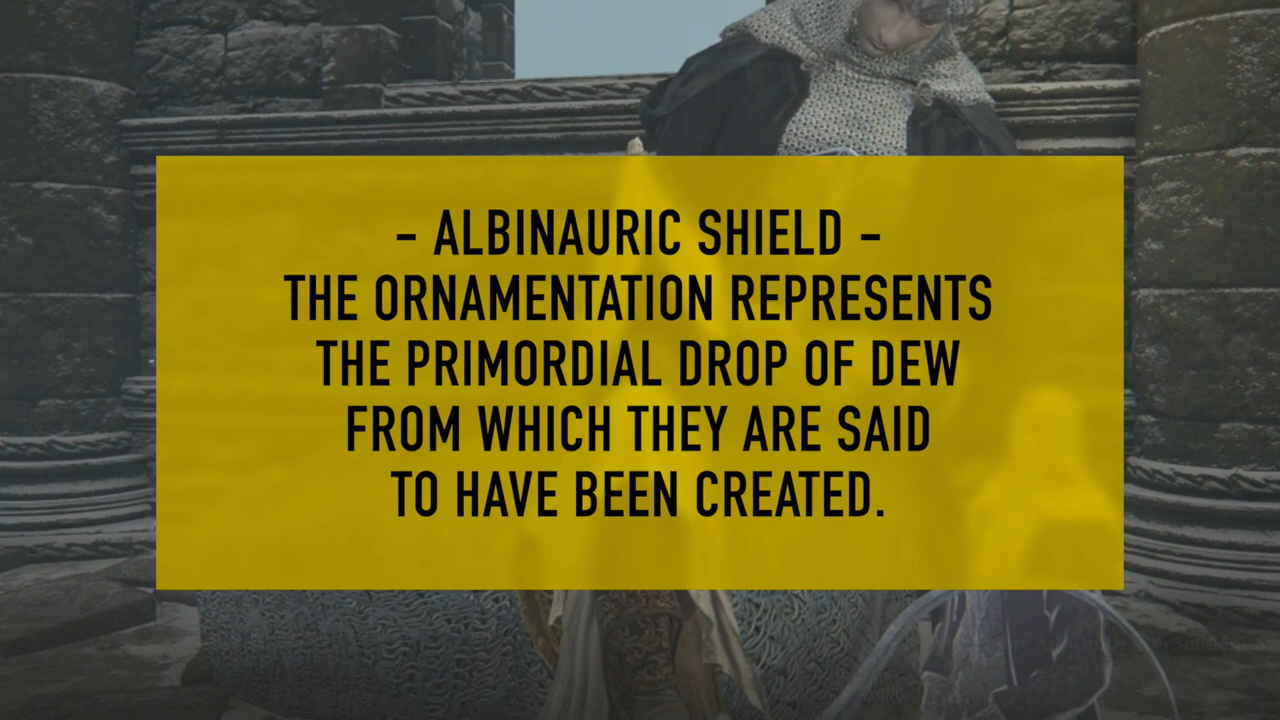 - ALBINAURIC SHIELD -
THE ORNAMENTATION REPRESENTS
THE PRIMORDIAL DROP OF DEW
FROM WHICH THEY ARE SAID
TO HAVE BEEN CREATED.